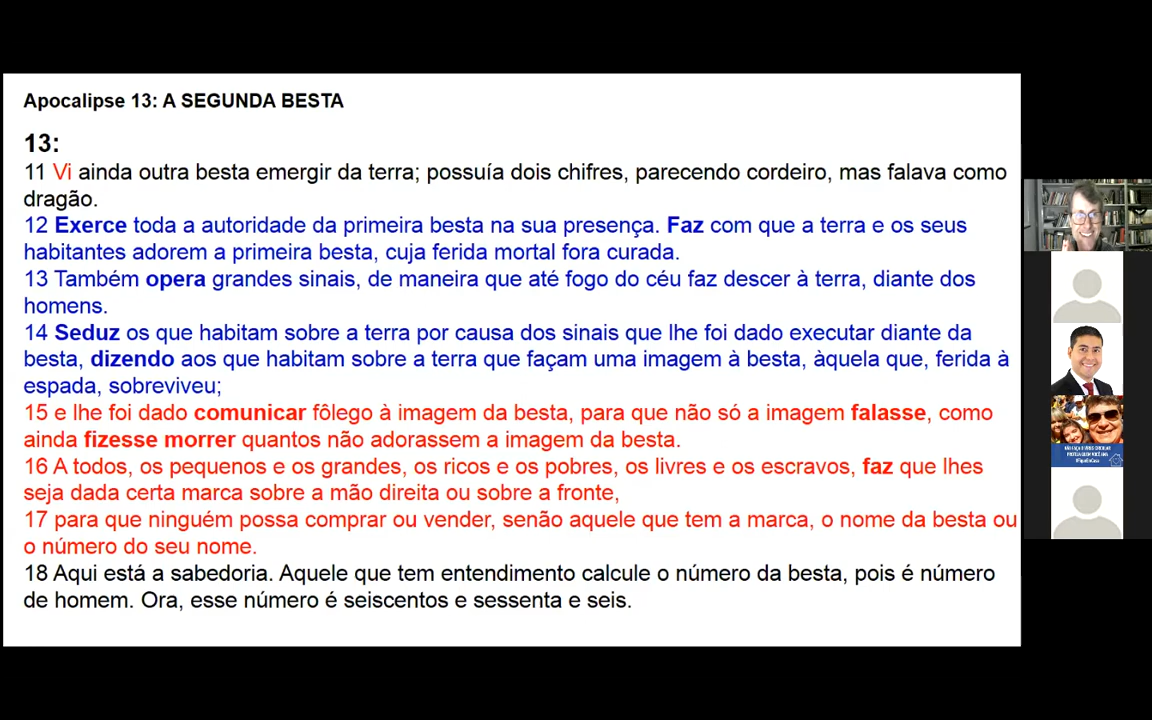 Apocalipse 13: A SEGUNDA BESTA
13:
11 Vi ainda outra besta emergir da terra; possuía dois chifres, parecendo cordeiro, mas falava como
dragão.
12 Exerce toda a autoridade da primeira besta na sua presença. Faz com que a terra e os seus
habitantes adorem a primeira besta, cuja ferida mortal fora curada.
13 Também opera grandes sinais, de maneira que até fogo do céu faz descer à terra, diante dos
homens.
14 Seduz os que habitam sobre a terra por causa dos sinais que lhe foi dado executar diante da
besta, dizendo aos que habitam sobre a terra que façam uma imagem à besta, àquela que, ferida à
espada, sobreviveu;
15 e lhe foi dado comunicar fôlego à imagem da besta, para que não só a imagem falasse, como
ainda fizesse morrer quantos não adorassem a imagem da besta.
16 A todos, os pequenos e os grandes, os ricos e os pobres, os livres e os escravos, faz que lhes
seja dada certa marca sobre a mão direita ou sobre a fronte,
17 para que ninguém possa comprar ou vender, senão aquele que tem a marca, o nome da besta ou
o número do seu nome.
18 Aqui está a sabedoria. Aquele que tem entendimento calcule o número da besta, pois é número
de homem. Ora, esse número é seiscentos e sessenta e seis.